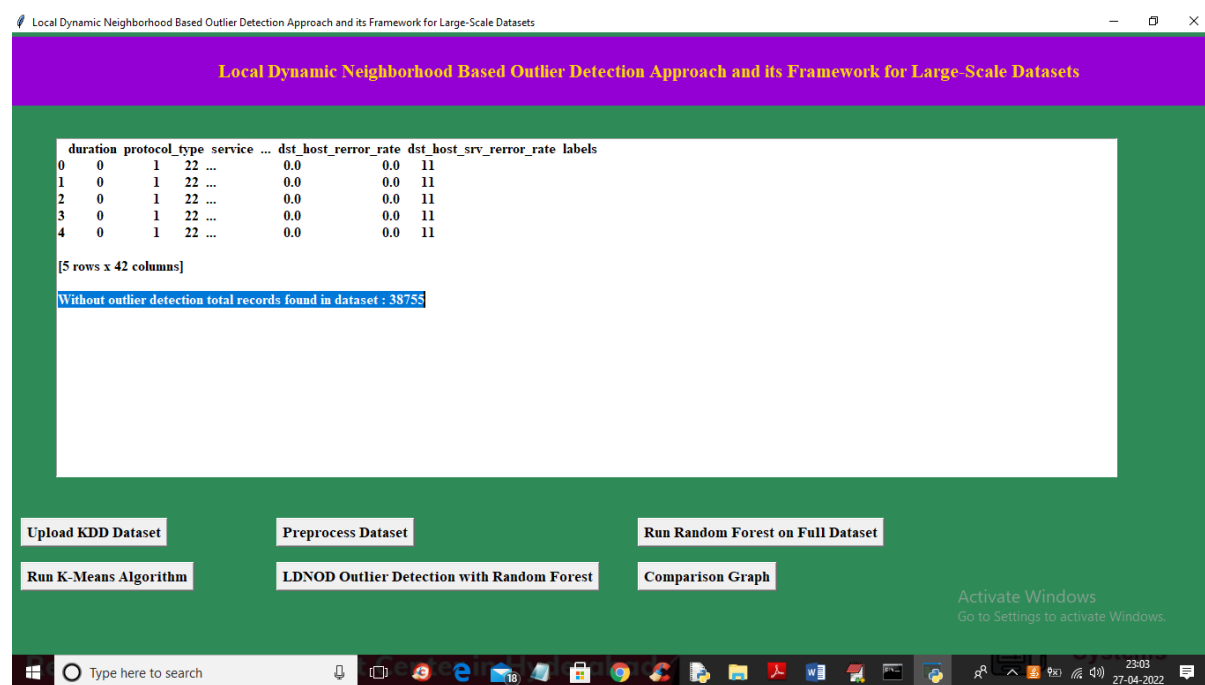 Local Dynamic Neighborhood Based Outlier Detection Approach and its Framework for Large-Scale Datasets
Local Dynamic Neighborhood Based Outlier Detection Approach and its Framework for Large-Scale Datasets
duration protocol_type service ... dst_host_rerror_rate dst_host_srv_rerror_rate labels
0 0 1 22 ... 0.0 0.0 11
1 0 1 22 ... 0.0 0.0 11
2 0 1 22 ... 0.0 0.0 11
3 0 1 22 ... 0.0 0.0 11
4 0 1 22 ... 0.0 0.0 11
[5 rows x 42 columns]
Without outlier detection total records found in dataset : 38755
Upload KDD Dataset Preprocess Dataset Run Random Forest on Full Dataset
Run K-Means Algorithm LDNOD Outlier Detection with Random Forest Comparison Graph
Activate Windows
Go to Settings to activate Windows.
Type here to search
18
23:03
27-04-2022